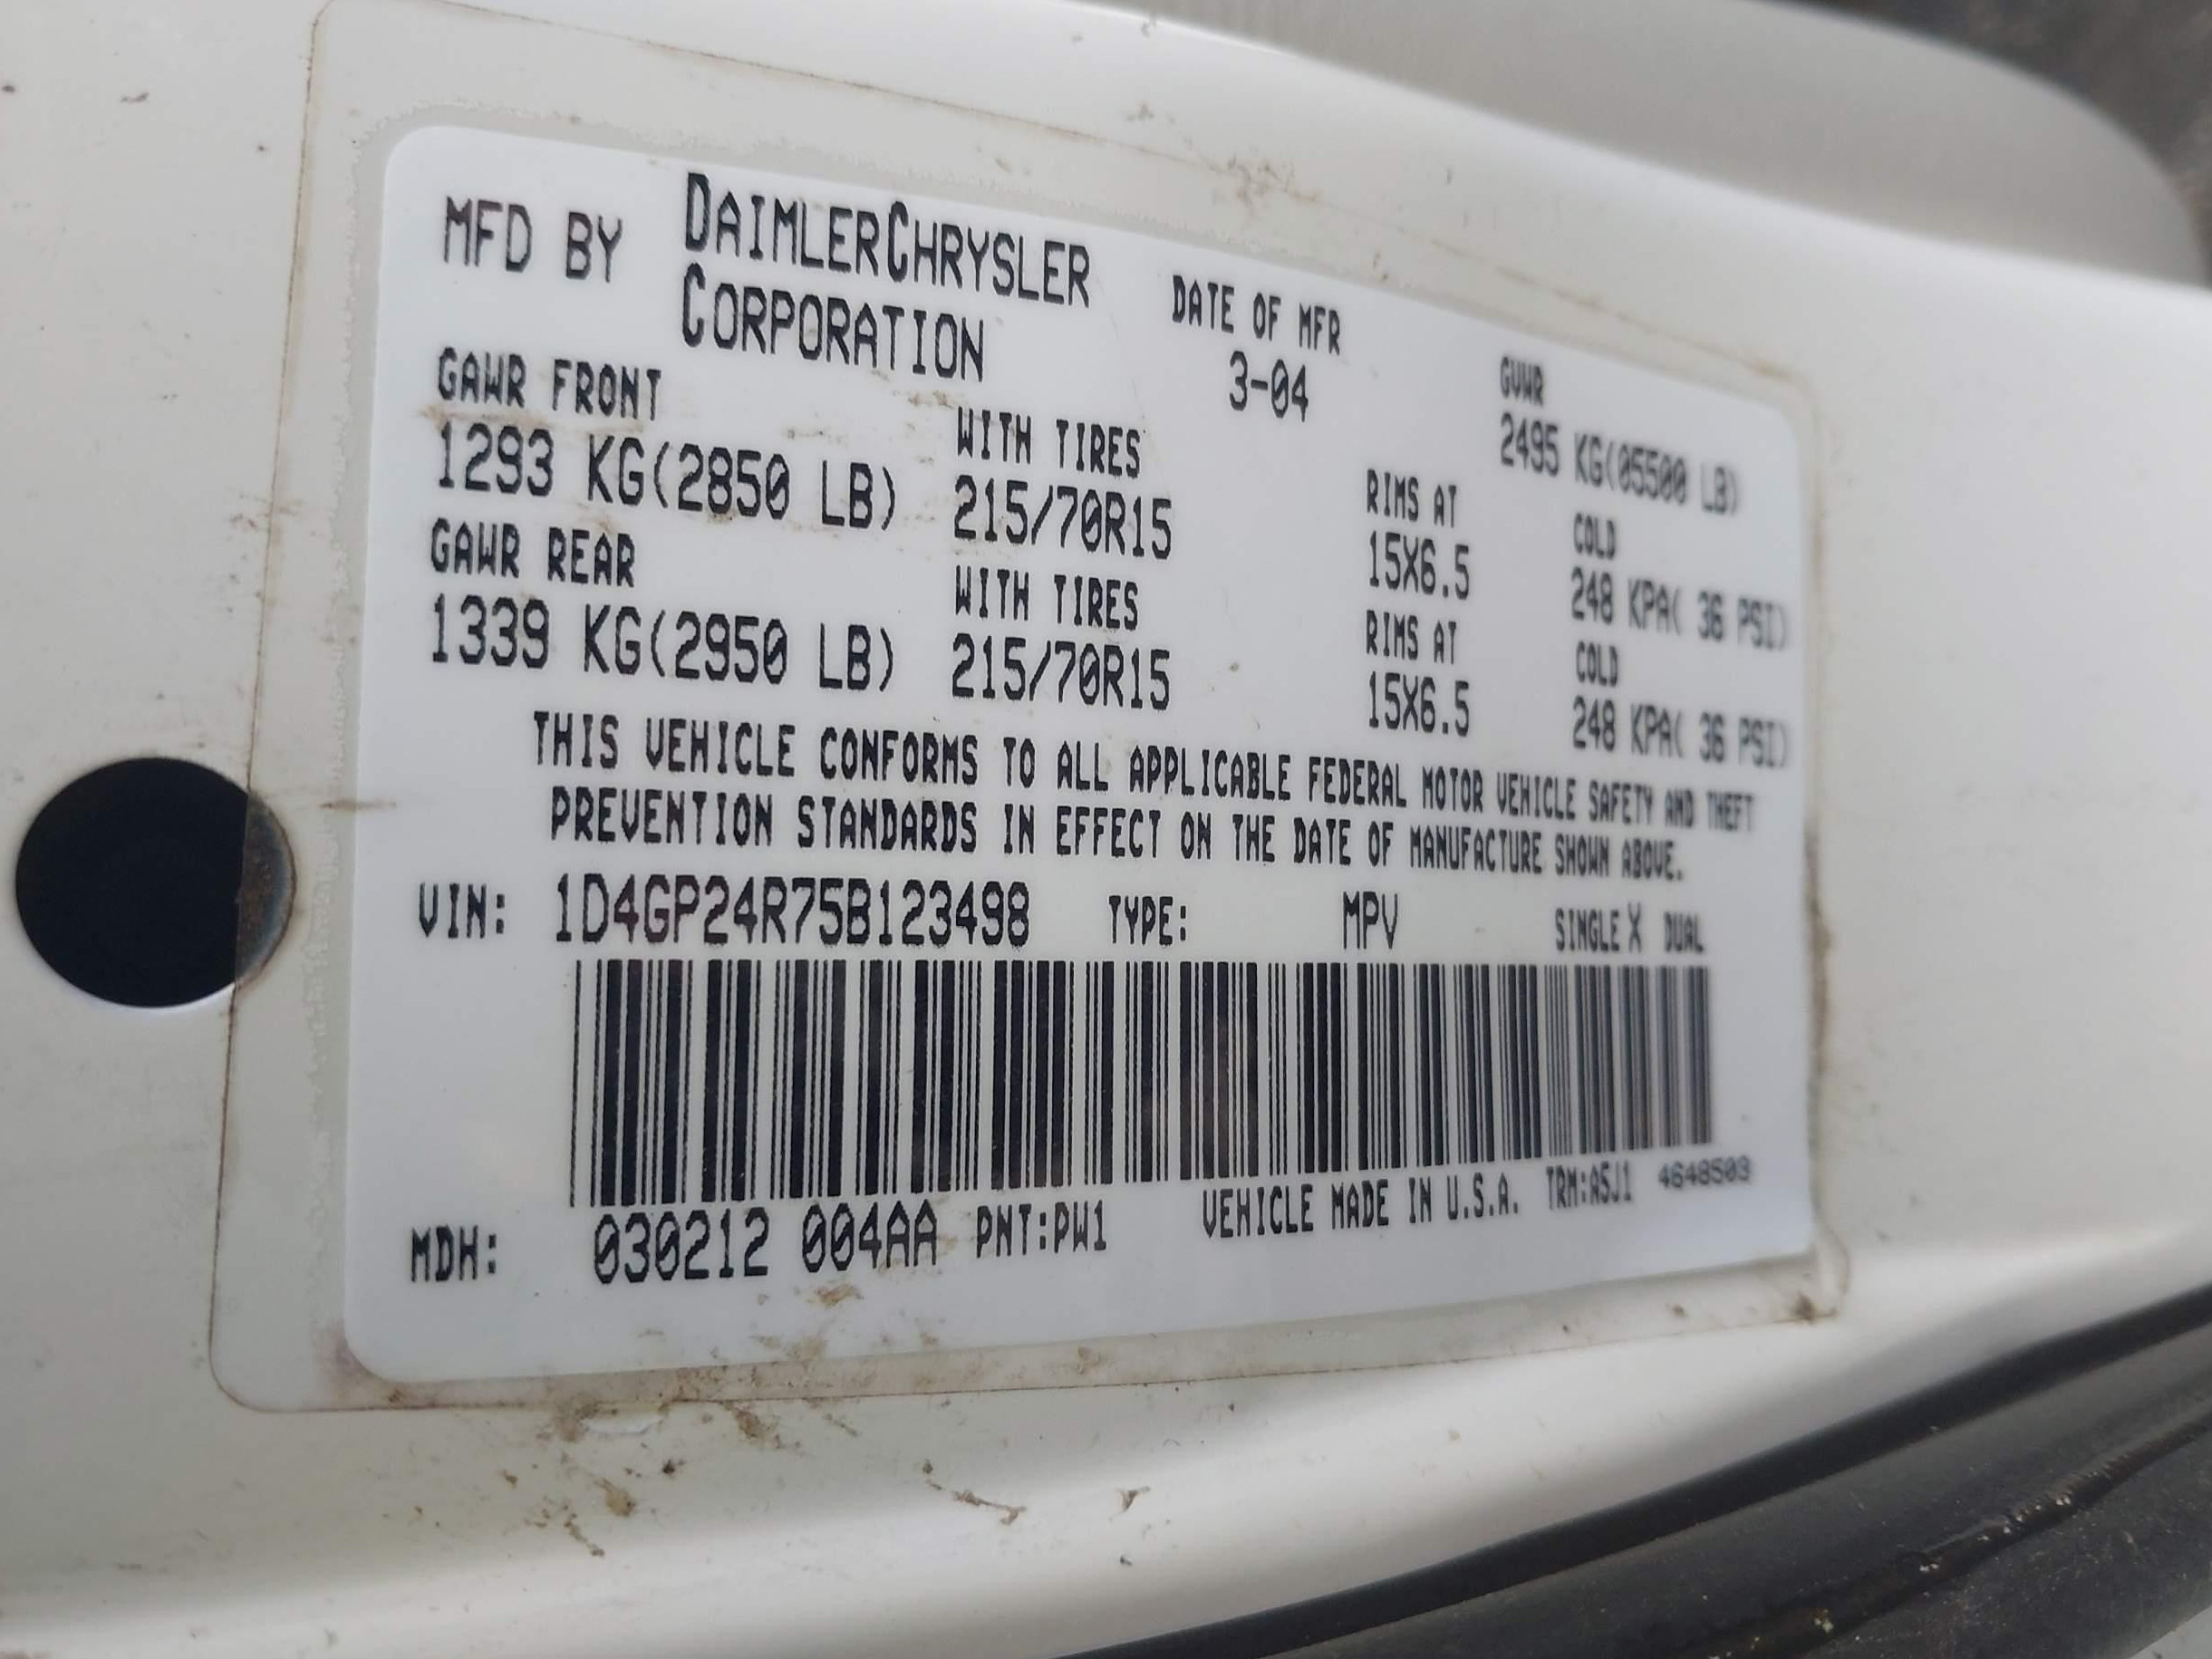 MFD BY DAIMLERCHRYSLER CORPORATION
DATE OF MFR 3-04
GVWR 2495 KG(05500 LB)
GAWR FRONT WITH TIRES RIMS AT COLD
1293 KG(2850 LB) 215/70R15 15X6.5 248 KPA( 36 PSI)
GAWR REAR WITH TIRES RIMS AT COLD
1339 KG(2950 LB) 215/70R15 15X6.5 248 KPA( 36 PSI)
THIS VEHICLE CONFORMS TO ALL APPLICABLE FEDERAL MOTOR VEHICLE SAFETY AND THEFT
PREVENTION STANDARDS IN EFFECT ON THE DATE OF MANUFACTURE SHOWN ABOVE.
VIN: 1D4GP24R75B123498 TYPE: MPV SINGLE X DUAL
MDH: 030212 004AA PNT:PW1 VEHICLE MADE IN U.S.A. TRM:A5J1 4648503